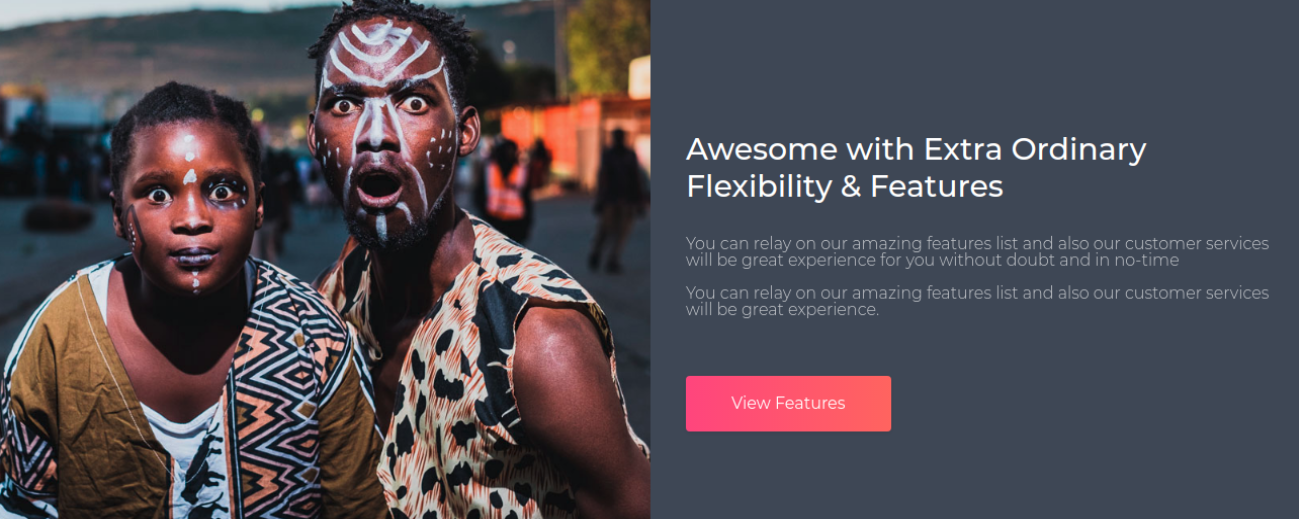 Awesome with Extra Ordinary
Flexibility & Features
You can relay on our amazing features list and also our customer services
will be great experience for you without doubt and in no-time
You can relay on our amazing features list and also our customer services
will be great experience.
View Features